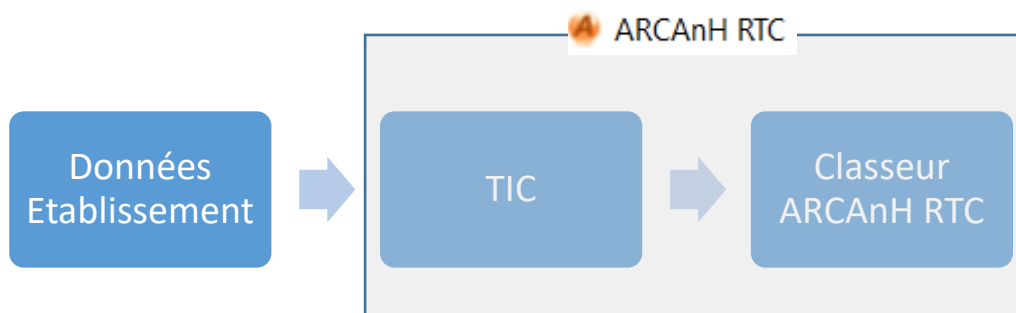 ARCAnH RTC
Données
Etablissement
TIC
Classeur
ARCAnH RTC